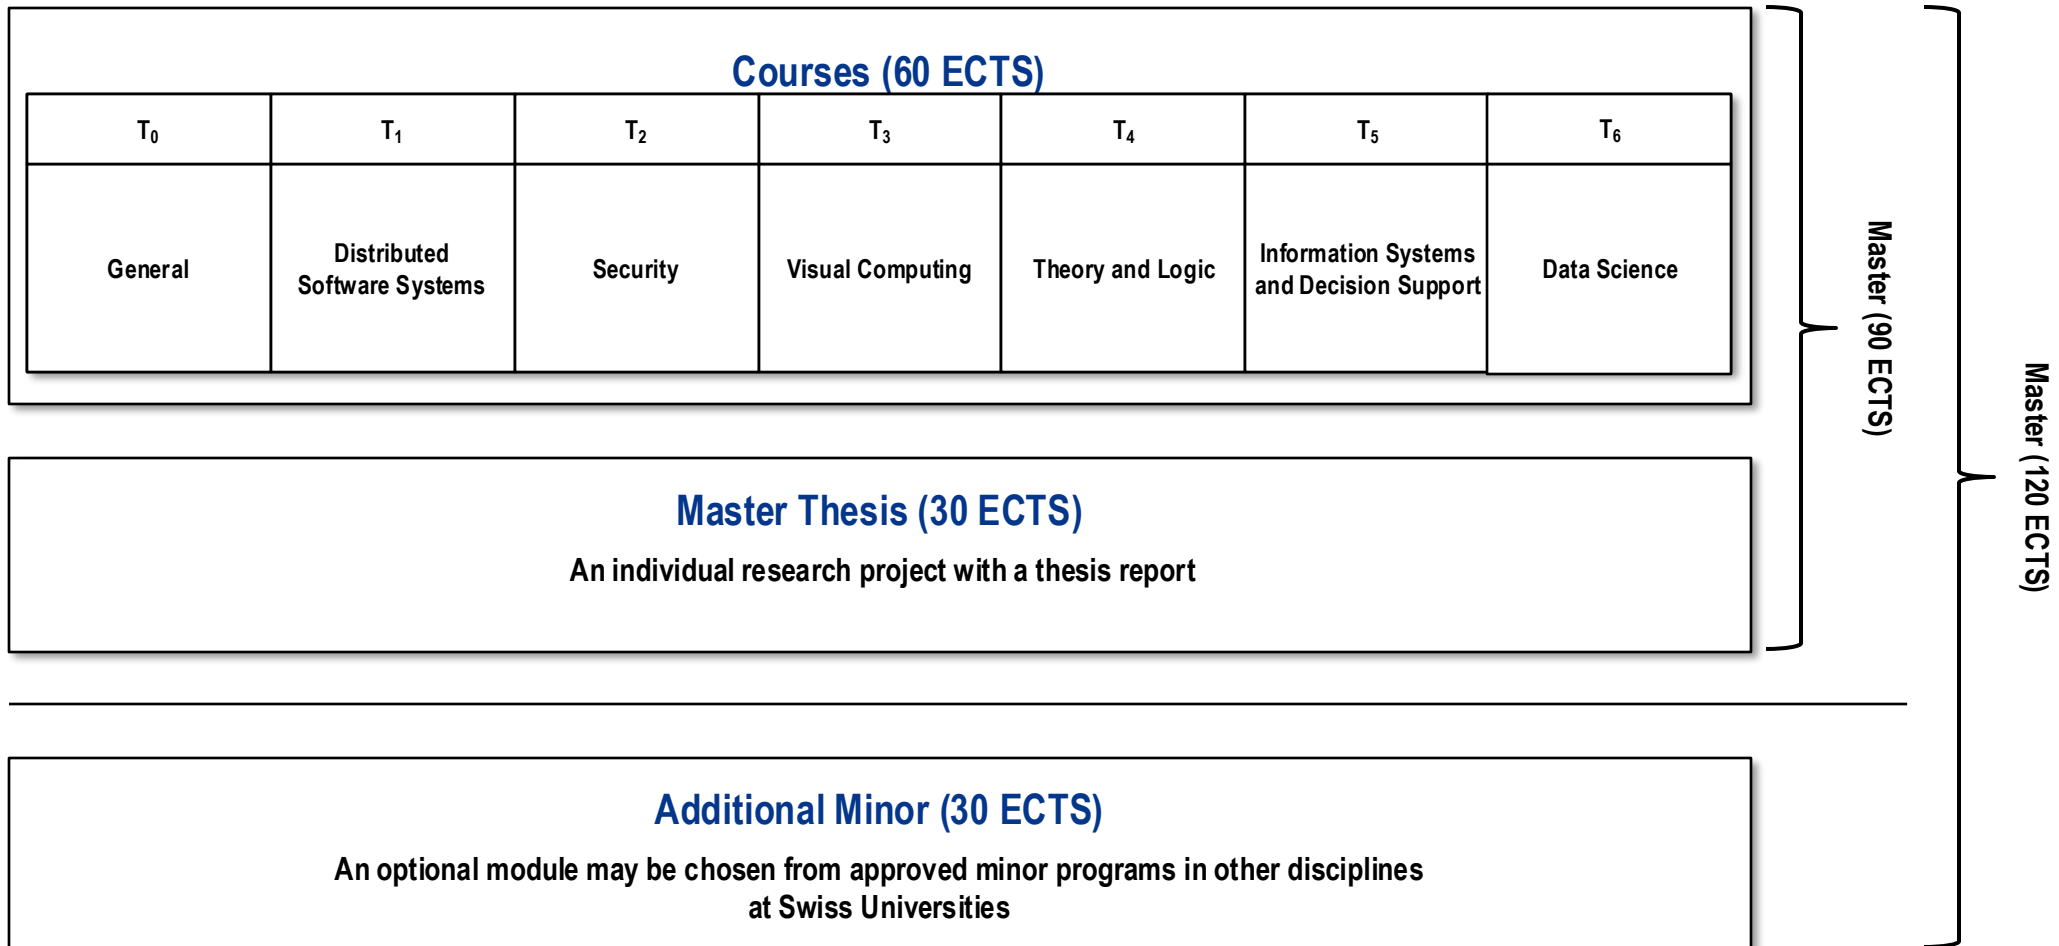 Courses (60 ECTS)
T0 T1 T2 T3 T4 T5 T6
General
Distributed
Software Systems
Security
Visual Computing
Theory and Logic
Information Systems
and Decision Support
Data Science
Master (90 ECTS)
Master (120 ECTS)
Master Thesis (30 ECTS)
An individual research project with a thesis report
Additional Minor (30 ECTS)
An optional module may be chosen from approved minor programs in other disciplines
at Swiss Universities